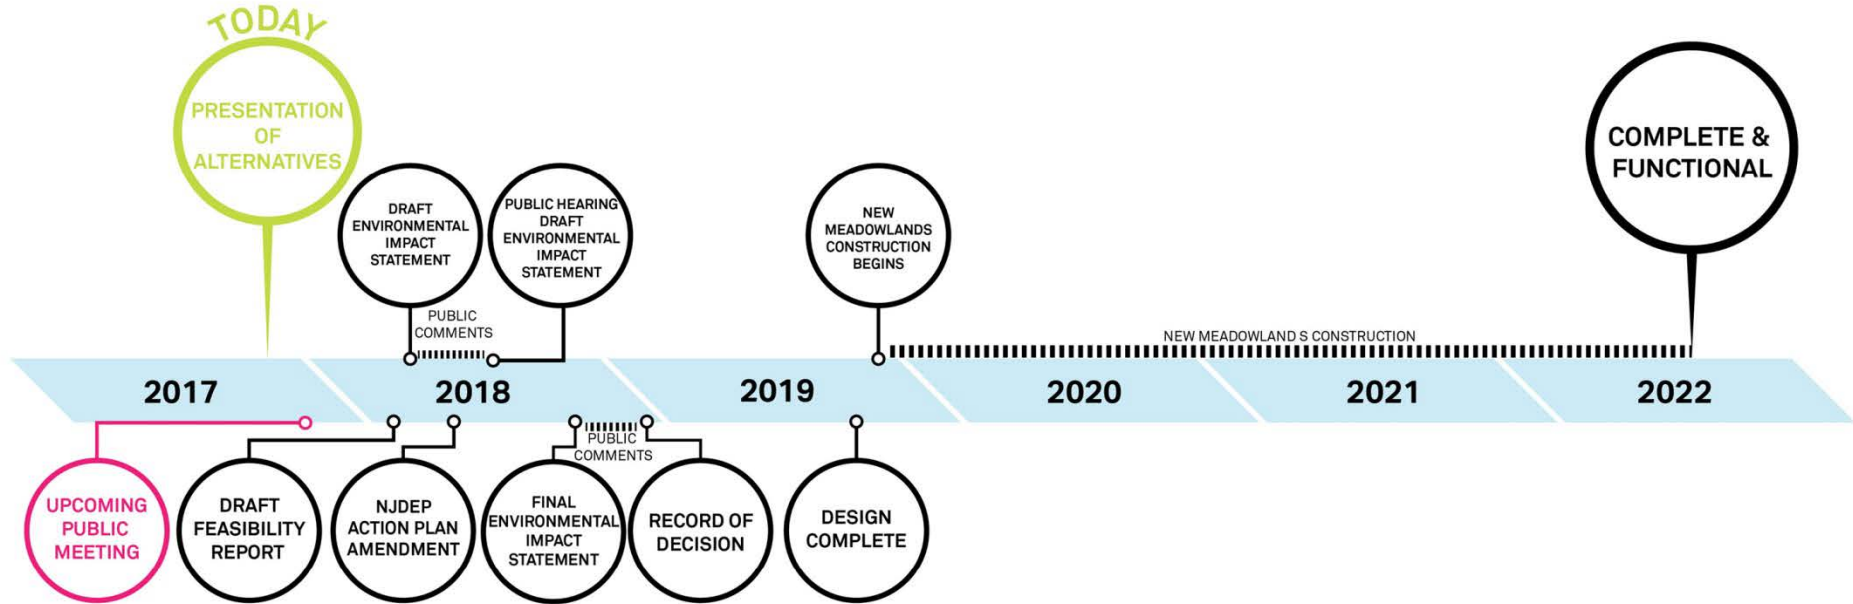 TODAY
PRESENTATION
OF
ALTERNATIVES
DRAFT
ENVIRONMENTAL
IMPACT
STATEMENT
PUBLIC HEARING
DRAFT
ENVIRONMENTAL
IMPACT
STATEMENT
NEW
MEADOWLANDS
CONSTRUCTION
BEGINS
COMPLETE &
FUNCTIONAL
PUBLIC
COMMENTS
NEW MEADOWLAND S CONSTRUCTION
2017
2018
2019
2020
2021
2022
PUBLIC
COMMENTS
UPCOMING
PUBLIC
MEETING
DRAFT
FEASIBILITY
REPORT
NJDEP
ACTION PLAN
AMENDMENT
FINAL
ENVIRONMENTAL
IMPACT
STATEMENT
RECORD OF
DECISION
DESIGN
COMPLETE